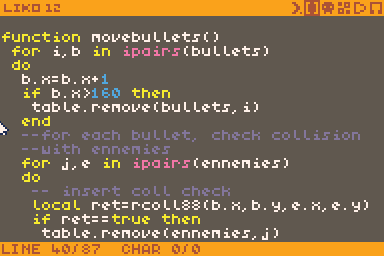 LIKO12
function movebullets()
for i,b in ipairs(bullets)
do
b.x=b.x+1
if b.x>160 then
table.remove(bullets,i)
end
--for each bullet, check collision
--with ennemies
for j,e in ipairs(ennemies)
do
-- insert coll check
local ret=rcoll88(b.x,b.y,e.x,e.y)
if ret==true then
table.remove(ennemies,j)
LINE 40/87 CHAR 0/0